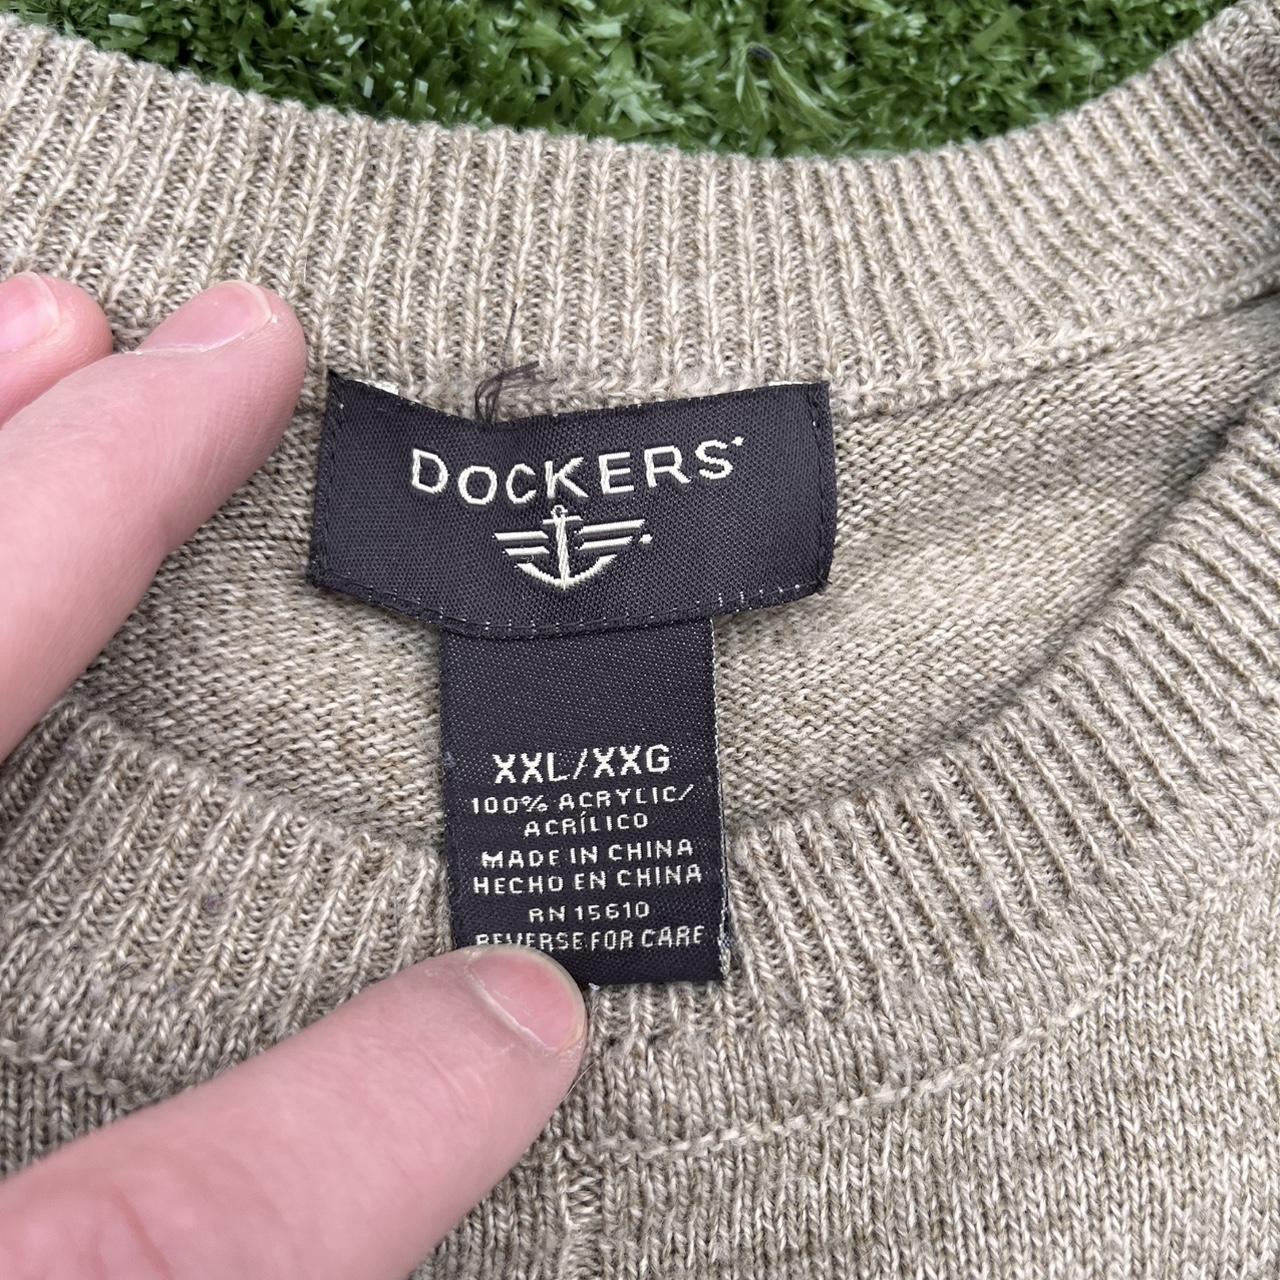 DOCKERS
XXL/XXG
100% ACRYLIC/
ACRÍLICO
MADE IN CHINA
HECHO EN CHINA
RN 15610
REVERSE FOR CARE